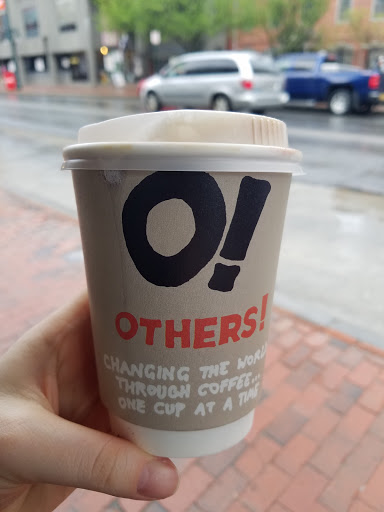 O!
OTHERS!
CHANGING THE WORLD
THROUGH COFFEE...
ONE CUP AT A TIME